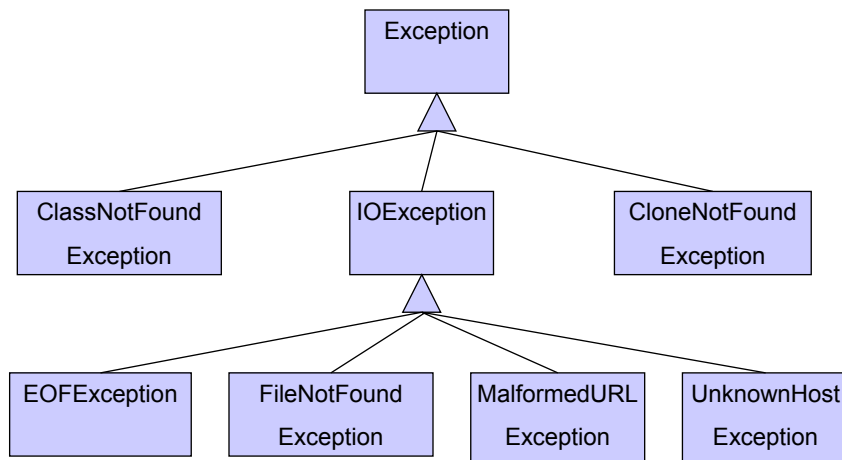 Exception
ClassNotFound
Exception
IOException
CloneNotFound
Exception
EOFException
FileNotFound
Exception
MalformedURL
Exception
UnknownHost
Exception